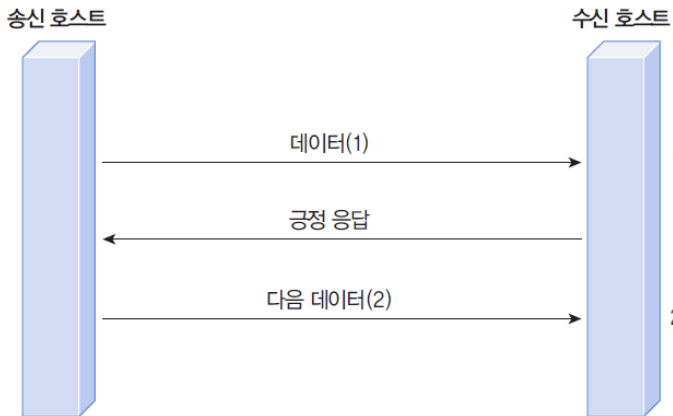 송신 호스트
수신 호스트
데이터(1)
긍정 응답
다음 데이터(2)